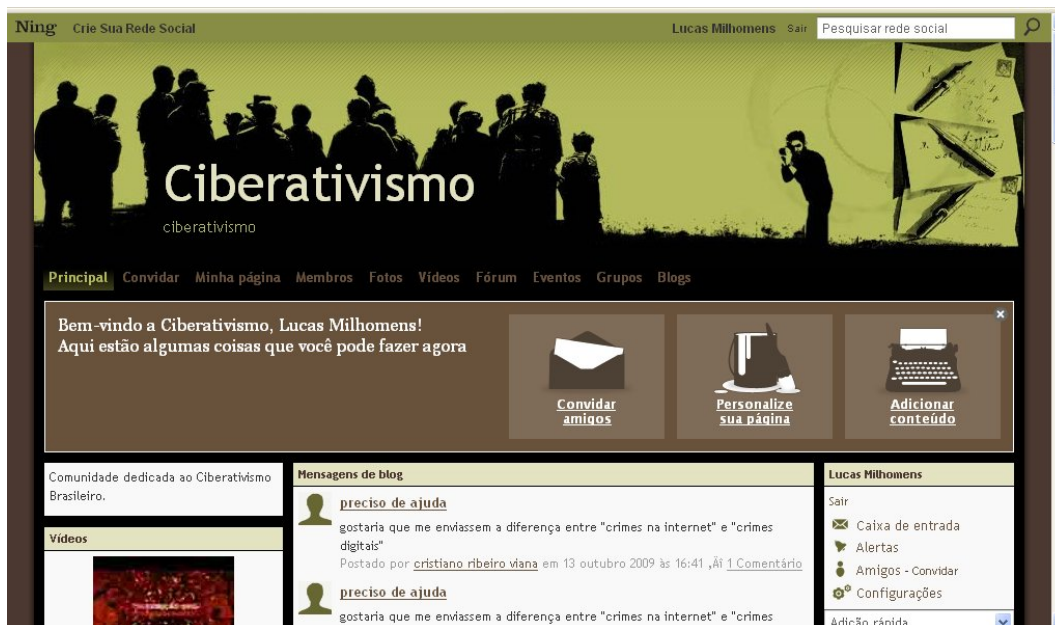 Ning Crie Sua Rede Social Lucas Milhomens Sair Pesquisar rede social
Ciberativismo
ciberativismo
Principal Convidar Minha página Membros Fotos Vídeos Fórum Eventos Grupos Blogs
Bem-vindo a Ciberativismo, Lucas Milhomens!
Aqui estão algumas coisas que você pode fazer agora
Convidar
amigos
Personalize
sua página
Adicionar
conteúdo
Comunidade dedicada ao Ciberativismo
Brasileiro.
Vídeos
Mensagens de blog
preciso de ajuda
gostaria que me enviassem a diferença entre "crimes na internet" e "crimes
digitais"
Postado por cristiano ribeiro viana em 13 outubro 2009 às 16:41 ‚Äî 1 Comentário
preciso de ajuda
gostaria que me enviassem a diferença entre "crimes na internet" e "crimes
Lucas Milhomens
Sair
Caixa de entrada
Alertas
Amigos - Convidar
Configurações
Adição rápida